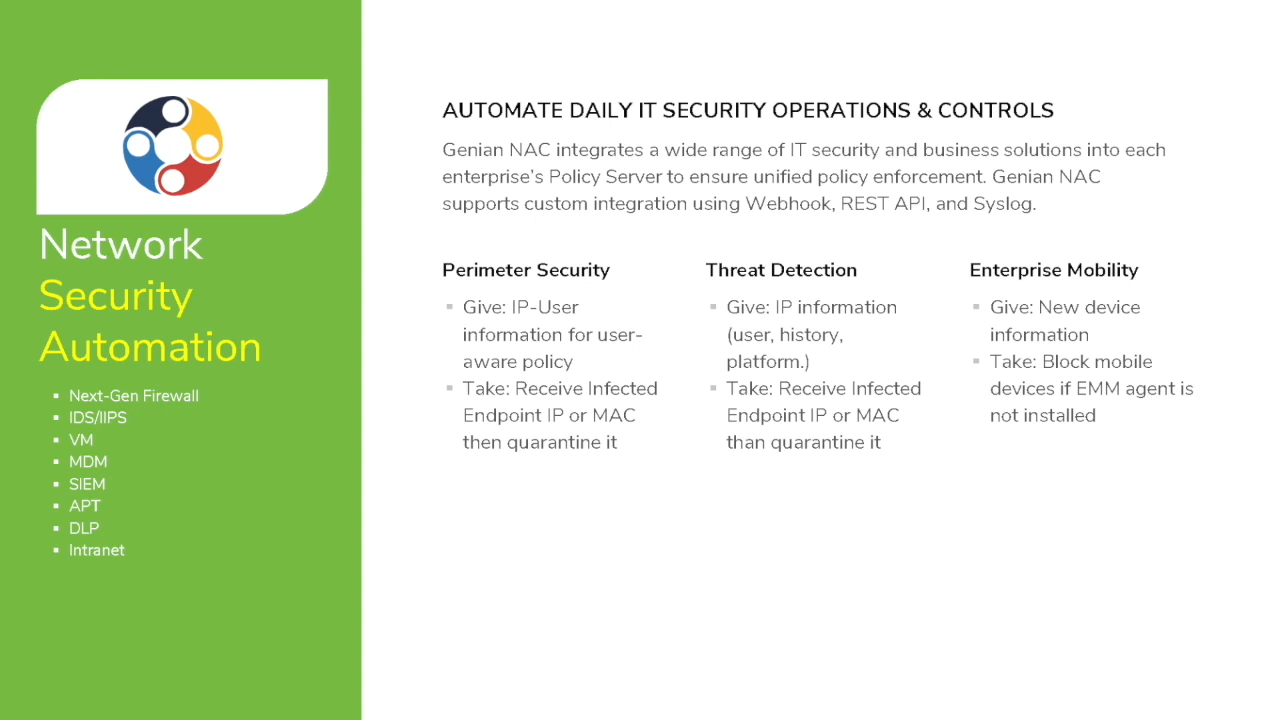 Network
Security
Automation
▪ Next-Gen Firewall
▪ IDS/IIPS
▪ VM
▪ MDM
▪ SIEM
▪ APT
▪ DLP
▪ Intranet
AUTOMATE DAILY IT SECURITY OPERATIONS & CONTROLS
Genian NAC integrates a wide range of IT security and business solutions into each
enterprise's Policy Server to ensure unified policy enforcement. Genian NAC
supports custom integration using Webhook, REST API, and Syslog.
Perimeter Security
▪ Give: IP-User
information for user-
aware policy
▪ Take: Receive Infected
Endpoint IP or MAC
then quarantine it
Threat Detection
▪ Give: IP information
(user, history,
platform.)
▪ Take: Receive Infected
Endpoint IP or MAC
than quarantine it
Enterprise Mobility
▪ Give: New device
information
▪ Take: Block mobile
devices if EMM agent is
not installed